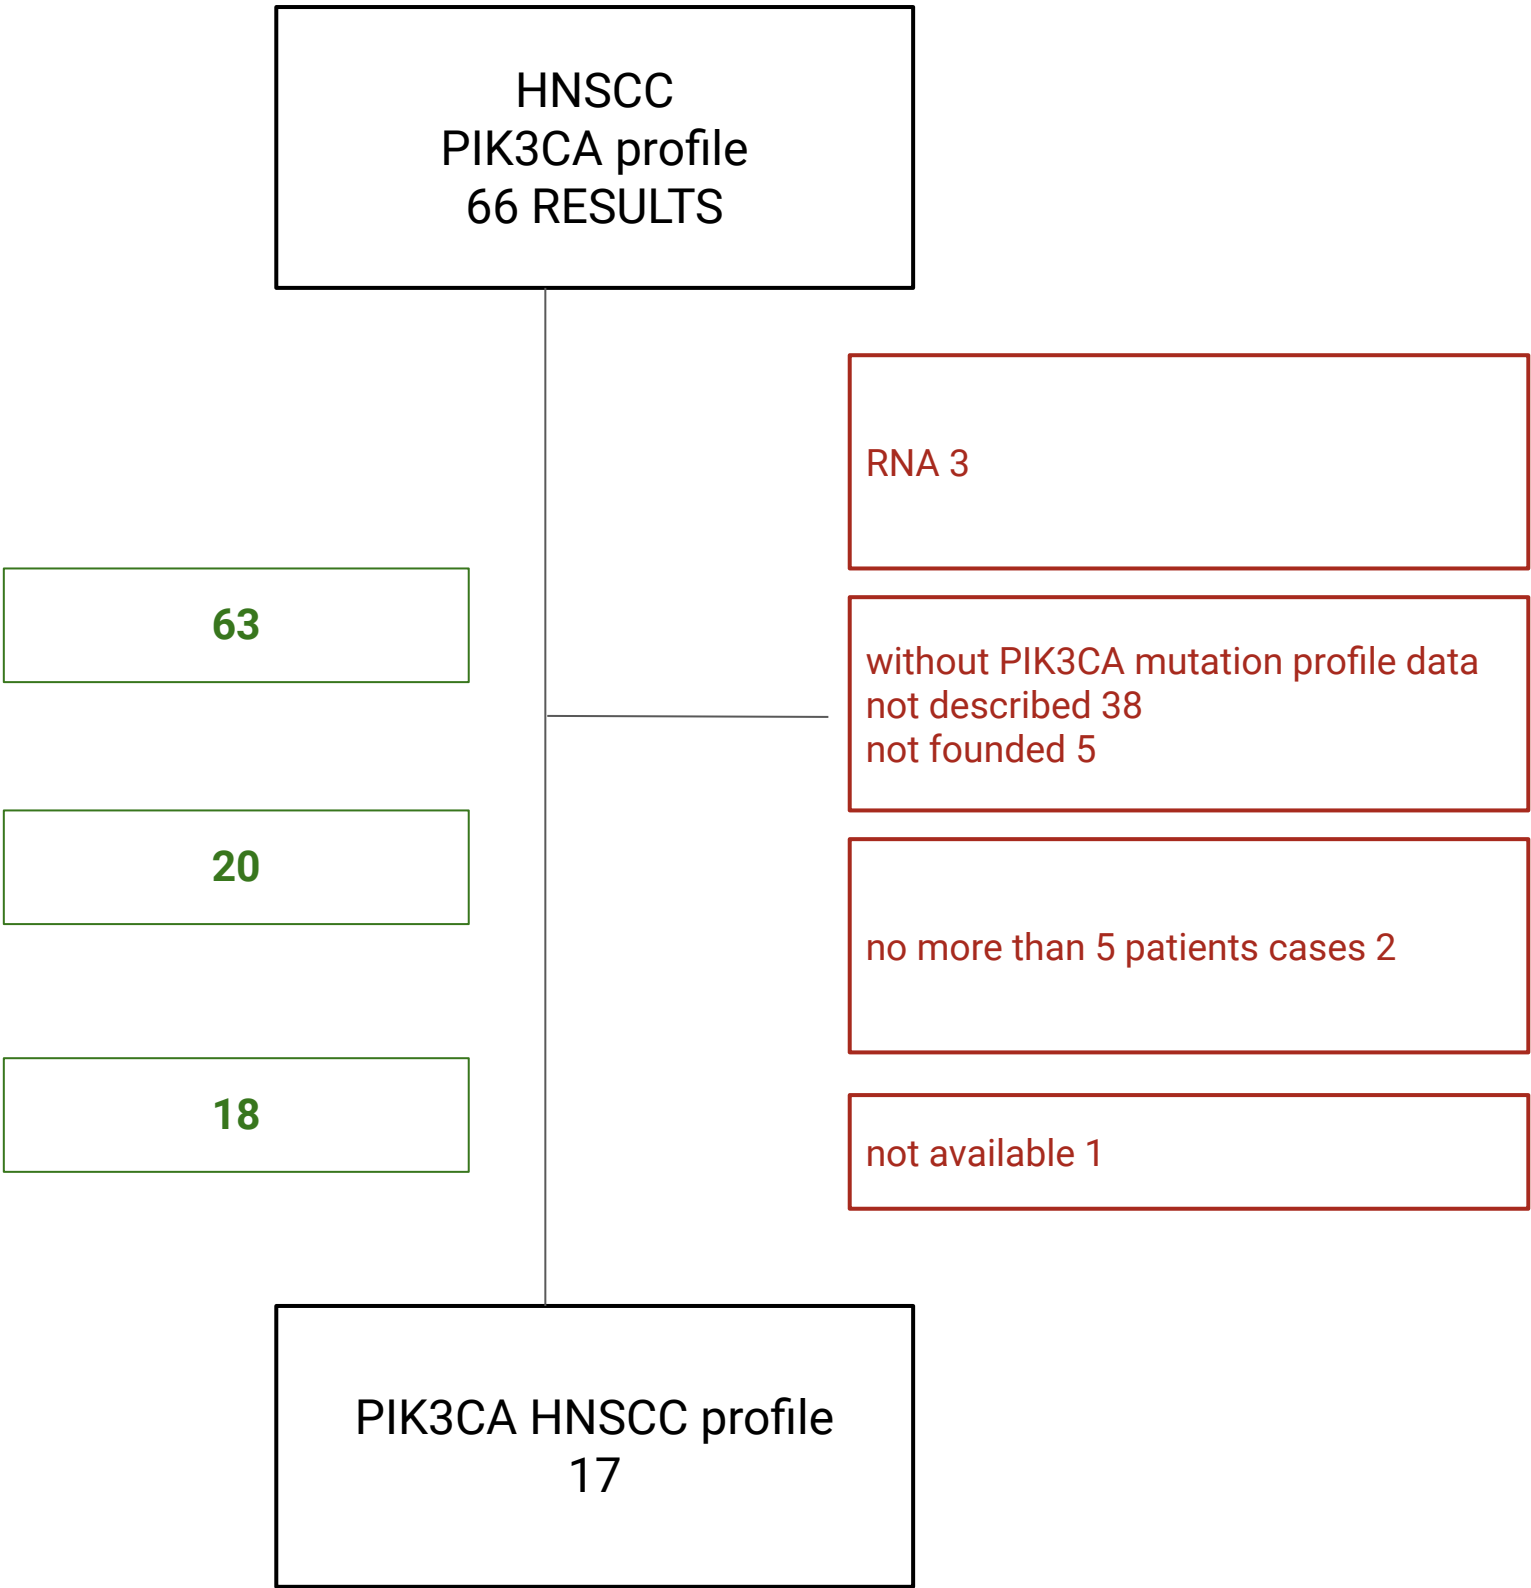 HNSCC
PIK3CA profile
66 RESULTS
RNA 3
63
without PIK3CA mutation profile data
not described 38
not founded 5
20
no more than 5 patients cases 2
18
not available 1
PIK3CA HNSCC profile
17